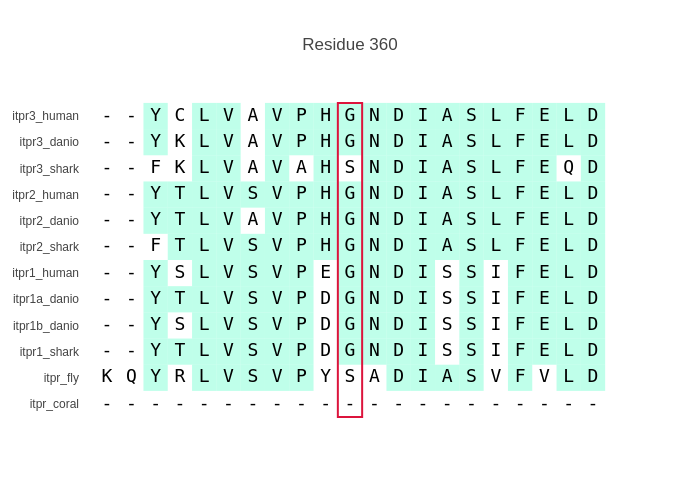 Residue 360
itpr3_human - - Y C L V A V P H G N D I A S L F E L D
itpr3_danio - - Y K L V A V P H G N D I A S L F E L D
itpr3_shark - - F K L V A V A H S N D I A S L F E Q D
itpr2_human - - Y T L V S V P H G N D I A S L F E L D
itpr2_danio - - Y T L V A V P H G N D I A S L F E L D
itpr2_shark - - F T L V S V P H G N D I A S L F E L D
itpr1_human - - Y S L V S V P E G N D I S S I F E L D
itpr1a_danio - - Y T L V S V P D G N D I S S I F E L D
itpr1b_danio - - Y S L V S V P D G N D I S S I F E L D
itpr1_shark - - Y T L V S V P D G N D I S S I F E L D
itpr_fly K Q Y R L V S V P Y S A D I A S V F V L D
itpr_coral - - - - - - - - - - - - - - - - - - - - -